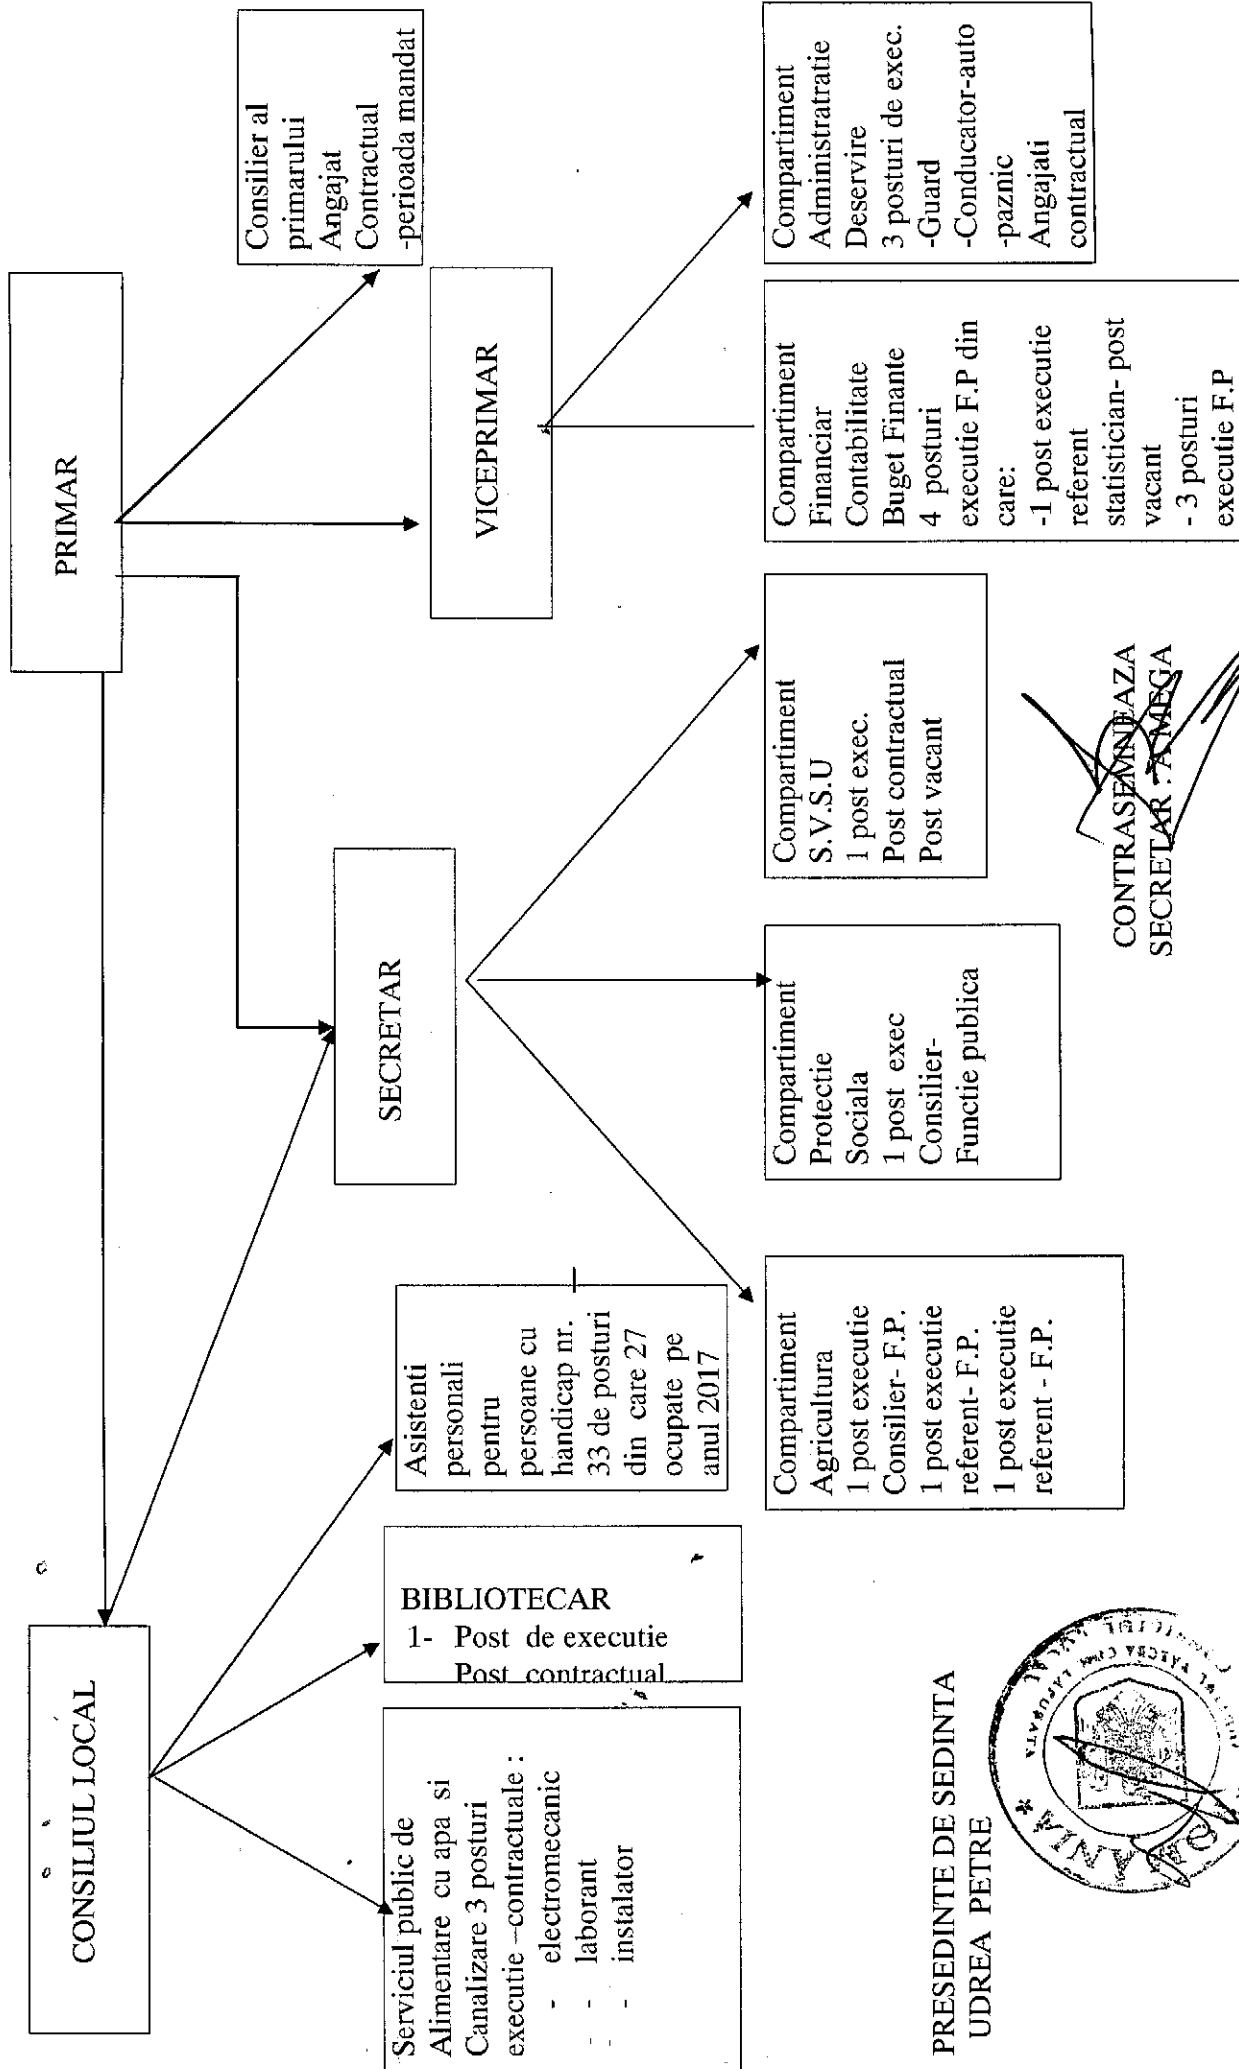 CONSILIUL LOCAL
PRIMAR
Consilier al
primarului
Angajat
Contractual
-perioada mandat
SECRETAR
VICEPRIMAR
Serviciul public de
Alimentare cu apa si
Canalizare 3 posturi
executie –contractuale :
- electromecanic
- laborant
- instalator
BIBLIOTECAR
1- Post de executie
Post contractual
Asistenti
personali
pentru
persoane cu
handicap nr.
33 de posturi
din care 27
ocupate pe
anul 2017
Compartiment
Agricultura
1 post executie
Consilier- F.P.
1 post executie
referent- F.P.
1 post executie
referent - F.P.
Compartiment
Protectie
Sociala
1 post exec
Consilier-
Functie publica
Compartiment
S.V.S.U
1 post exec.
Post contractual
Post vacant
Compartiment
Financiar
Contabilitate
Buget Finante
4 posturi
executie F.P din
care:
-1 post executie
referent
statistician- post
vacant
- 3 posturi
executie F.P
Compartiment
Administratratie
Deservire
3 posturi de exec.
-Guard
-Conducator-auto
-paznic
Angajati
contractual
PRESEDINTE DE SEDINTA
UDREA PETRE
CONTRASEMNEAZA
SECRETAR : A MEGA